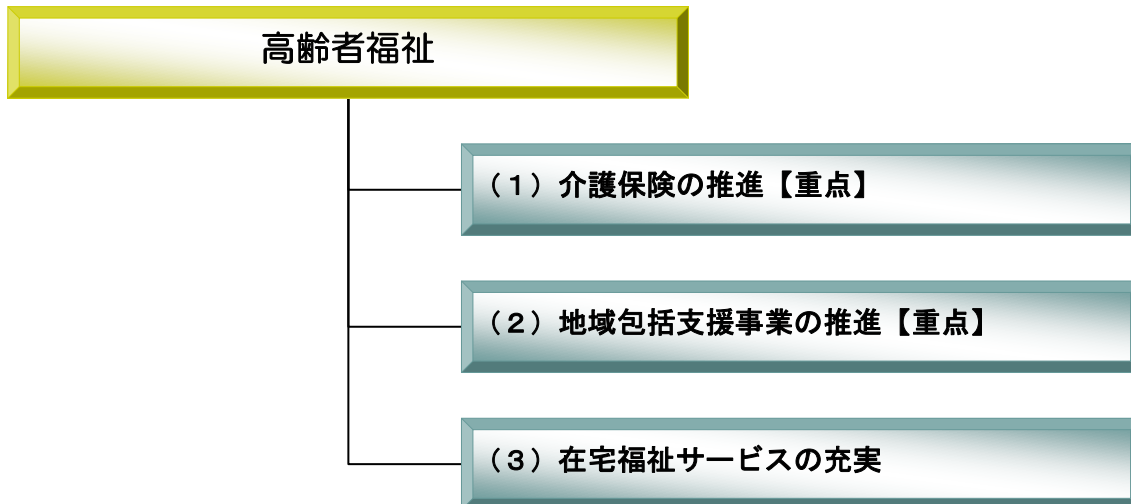 高齢者福祉
（１）介護保険の推進【重点】
（２）地域包括支援事業の推進【重点】
（３）在宅福祉サービスの充実